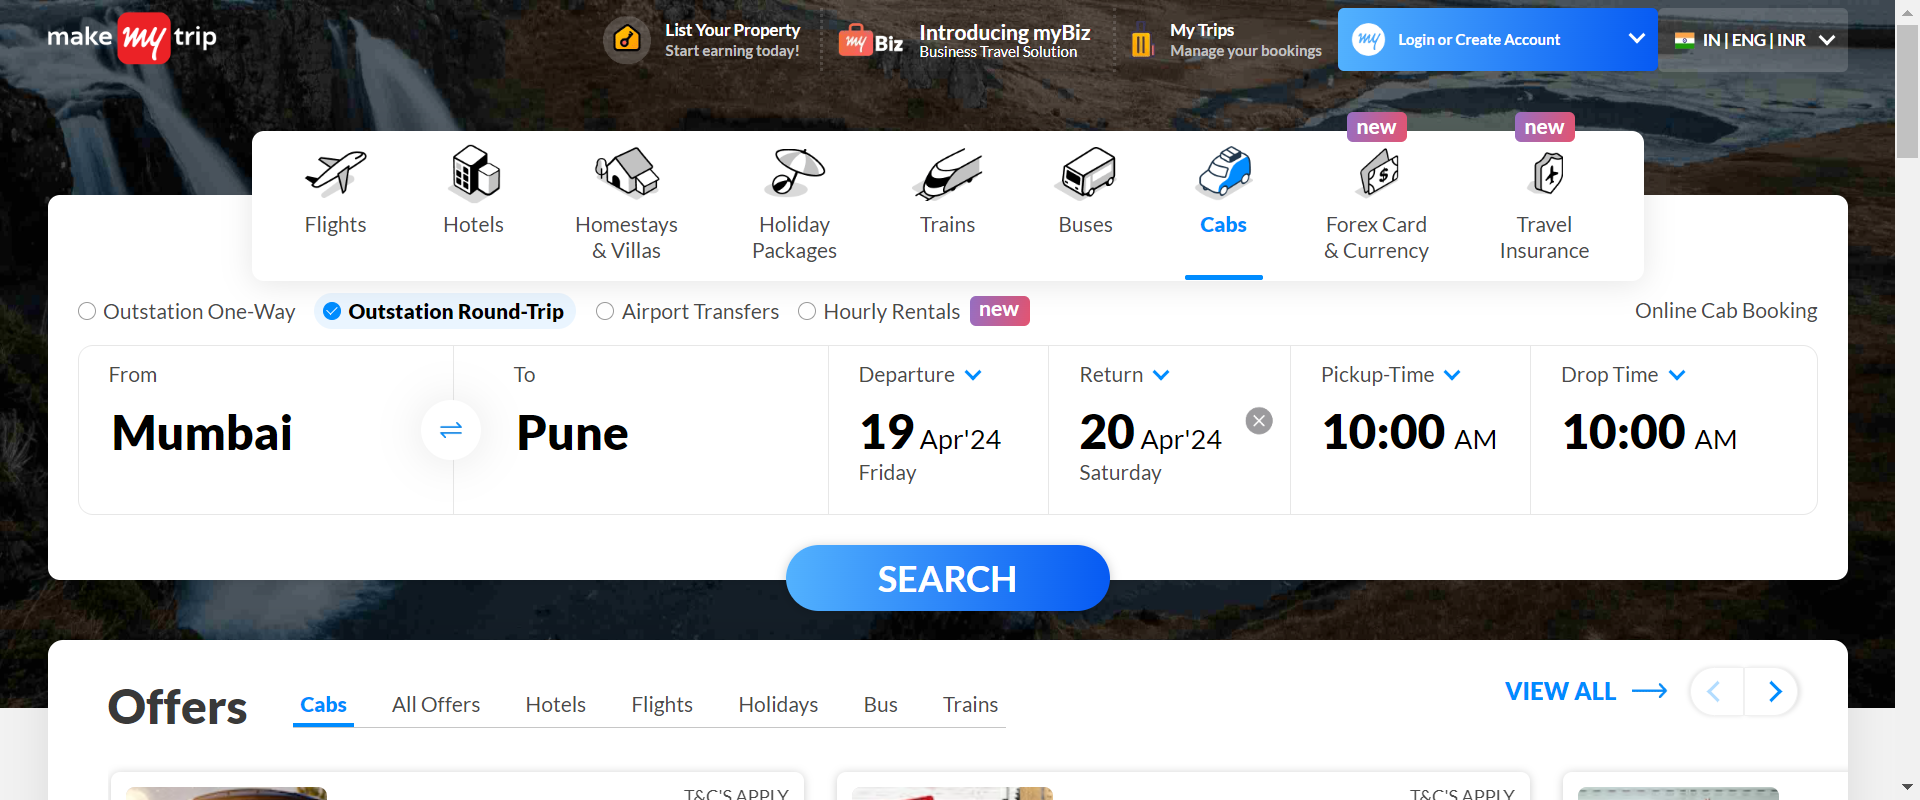 make my trip
List Your Property
Start earning today!
my Biz
Introducing myBiz
Business Travel Solution
My Trips
Manage your bookings
my
Login or Create Account
IN | ENG | INR
new
new
Flights
Hotels
Homestays
& Villas
Holiday
Packages
Trains
Buses
Cabs
Forex Card
& Currency
Travel
Insurance
Outstation One-Way
Outstation Round-Trip
Airport Transfers
Hourly Rentals
new
Online Cab Booking
From
Mumbai
To
Pune
Departure
19 Apr'24
Friday
Return
20 Apr'24
Saturday
Pickup-Time
10:00 AM
Drop Time
10:00 AM
SEARCH
Offers
Cabs
All Offers
Hotels
Flights
Holidays
Bus
Trains
VIEW ALL
T&C'S APPLY
T&C'S APPLY